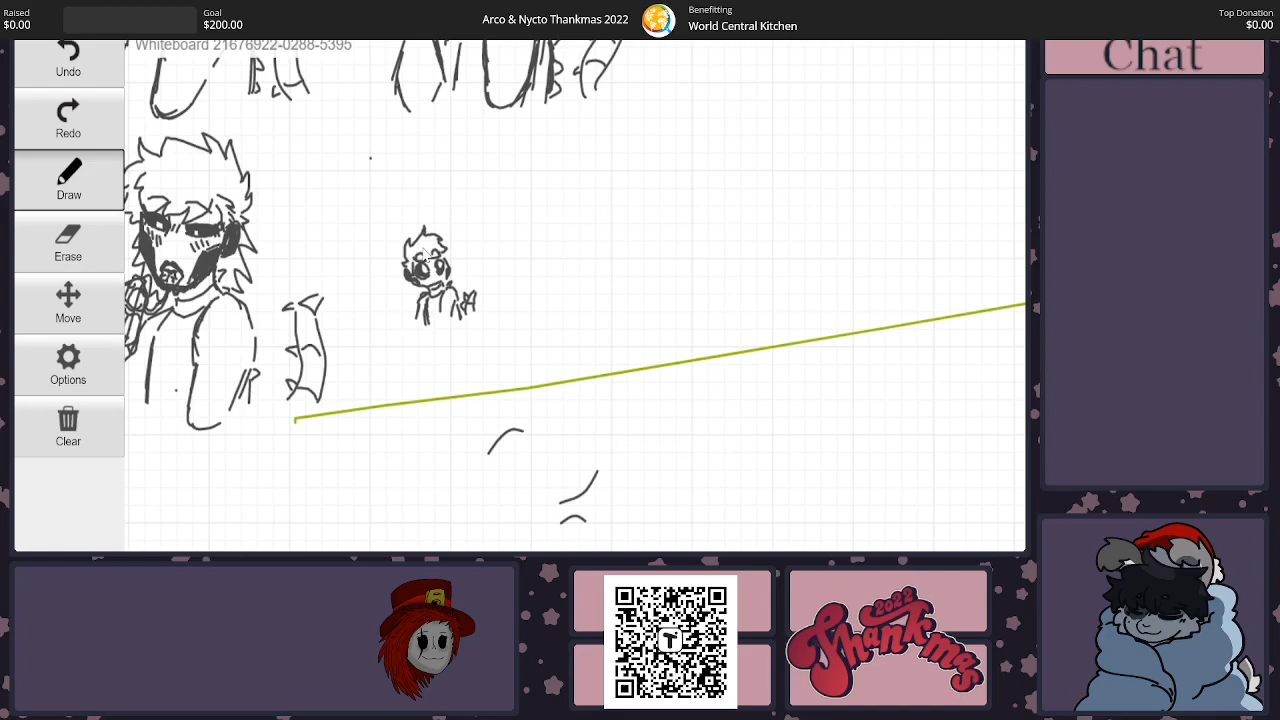 Raised
$0.00
Goal
$200.00
Arco & Nycto Thankmas 2022
Benefitting
World Central Kitchen
Top Donation
$0.00
Whiteboard 21676922-0288-5395
Undo
Redo
Draw
Erase
Move
Options
Clear
Chat
T
2022
Thankmas